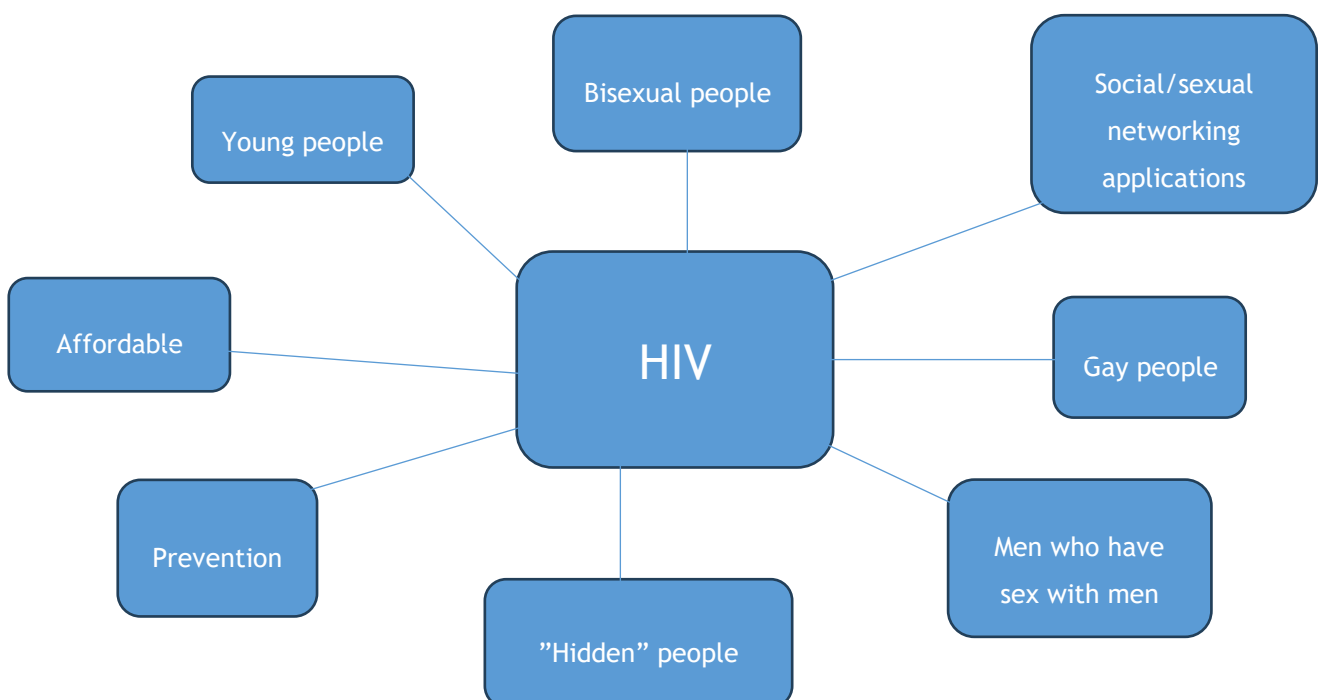 Bisexual people
Social/sexual
networking
applications
Young people
Affordable
HIV
Gay people
Prevention
Men who have
sex with men
”Hidden” people